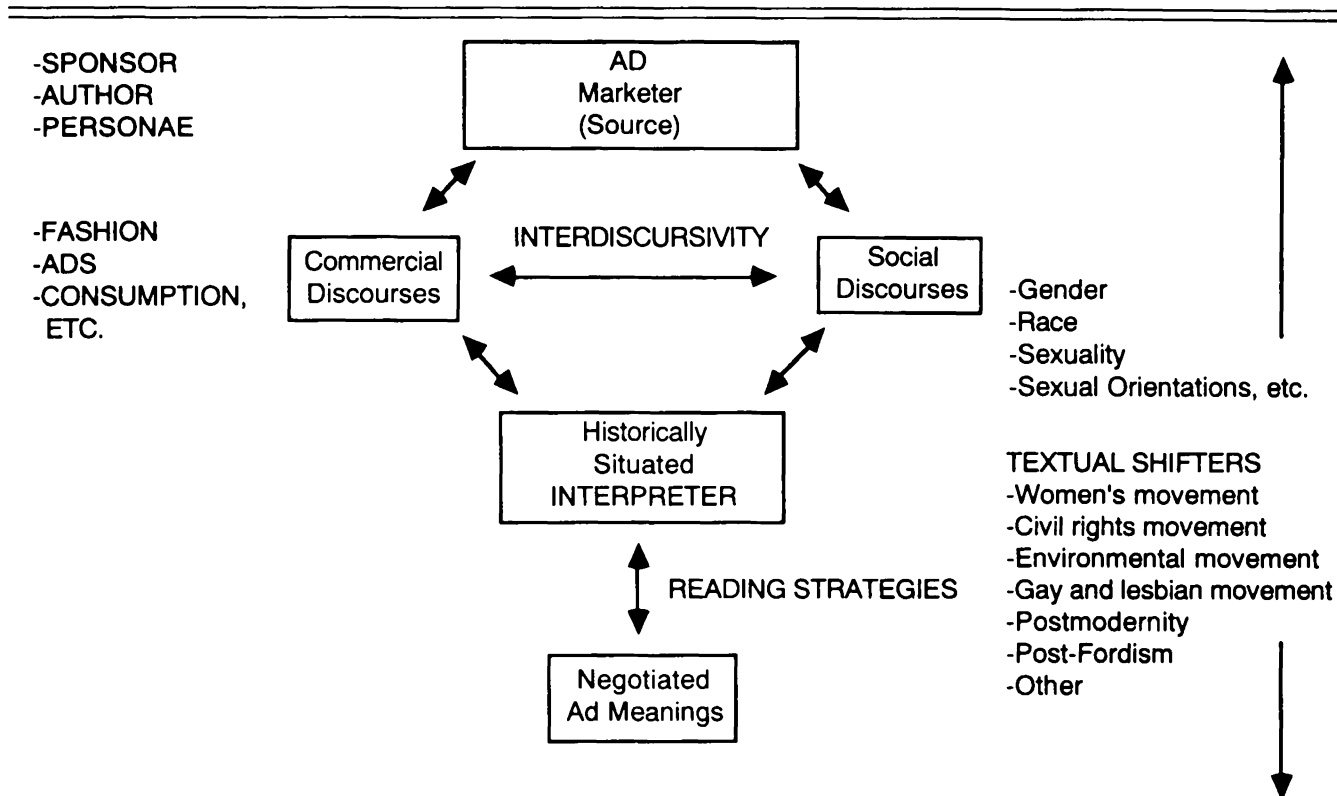 -SPONSOR
-AUTHOR
-PERSONAE
AD
Marketer
(Source)
-FASHION
-ADS
-CONSUMPTION,
ETC.
Commercial
Discourses
INTERDISCURSIVITY
Social
Discourses
-Gender
-Race
-Sexuality
-Sexual Orientations, etc.
Historically
Situated
INTERPRETER
TEXTUAL SHIFTERS
-Women's movement
-Civil rights movement
-Environmental movement
-Gay and lesbian movement
-Postmodernity
-Post-Fordism
-Other
READING STRATEGIES
Negotiated
Ad Meanings